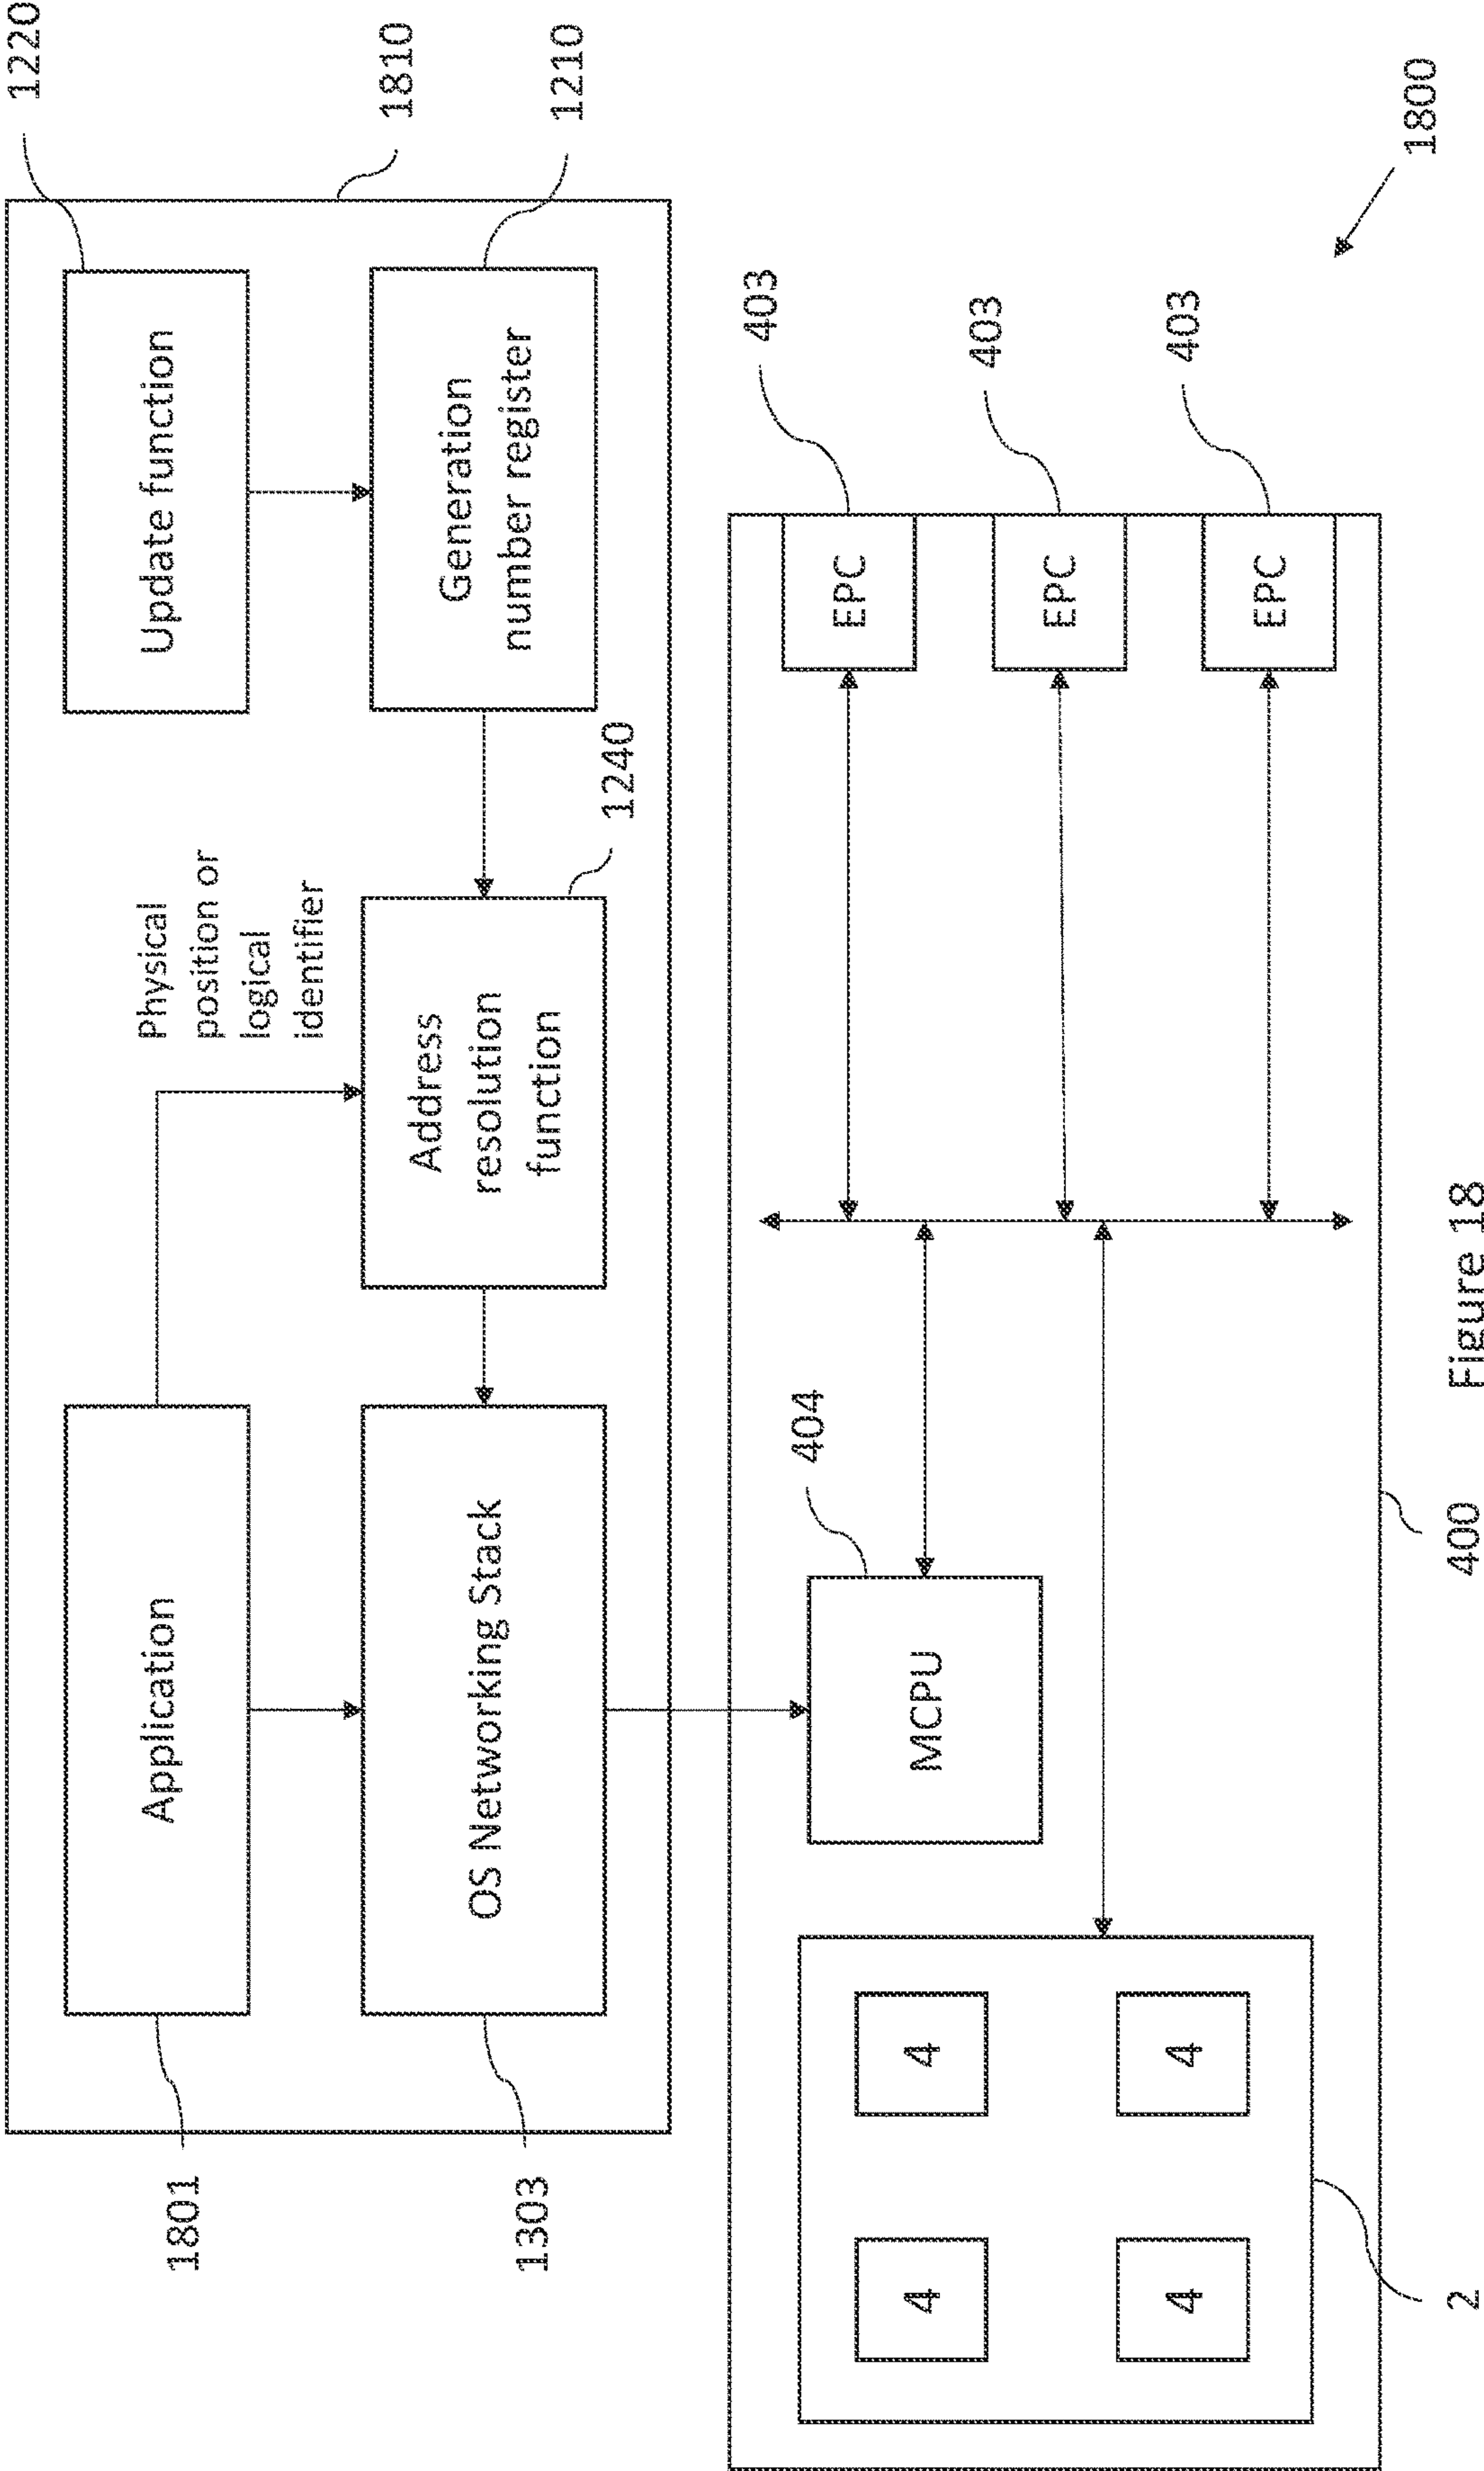 1220
1810
1210
Update function
Generation
number register
1240
Physical
position or
logical
identifier
Address
resolution
function
Application
OS Networking Stack
1801
1303
403
403
403
EPC
EPC
EPC
404
MCPU
4
4
4
4
2
400
1800
Figure 18